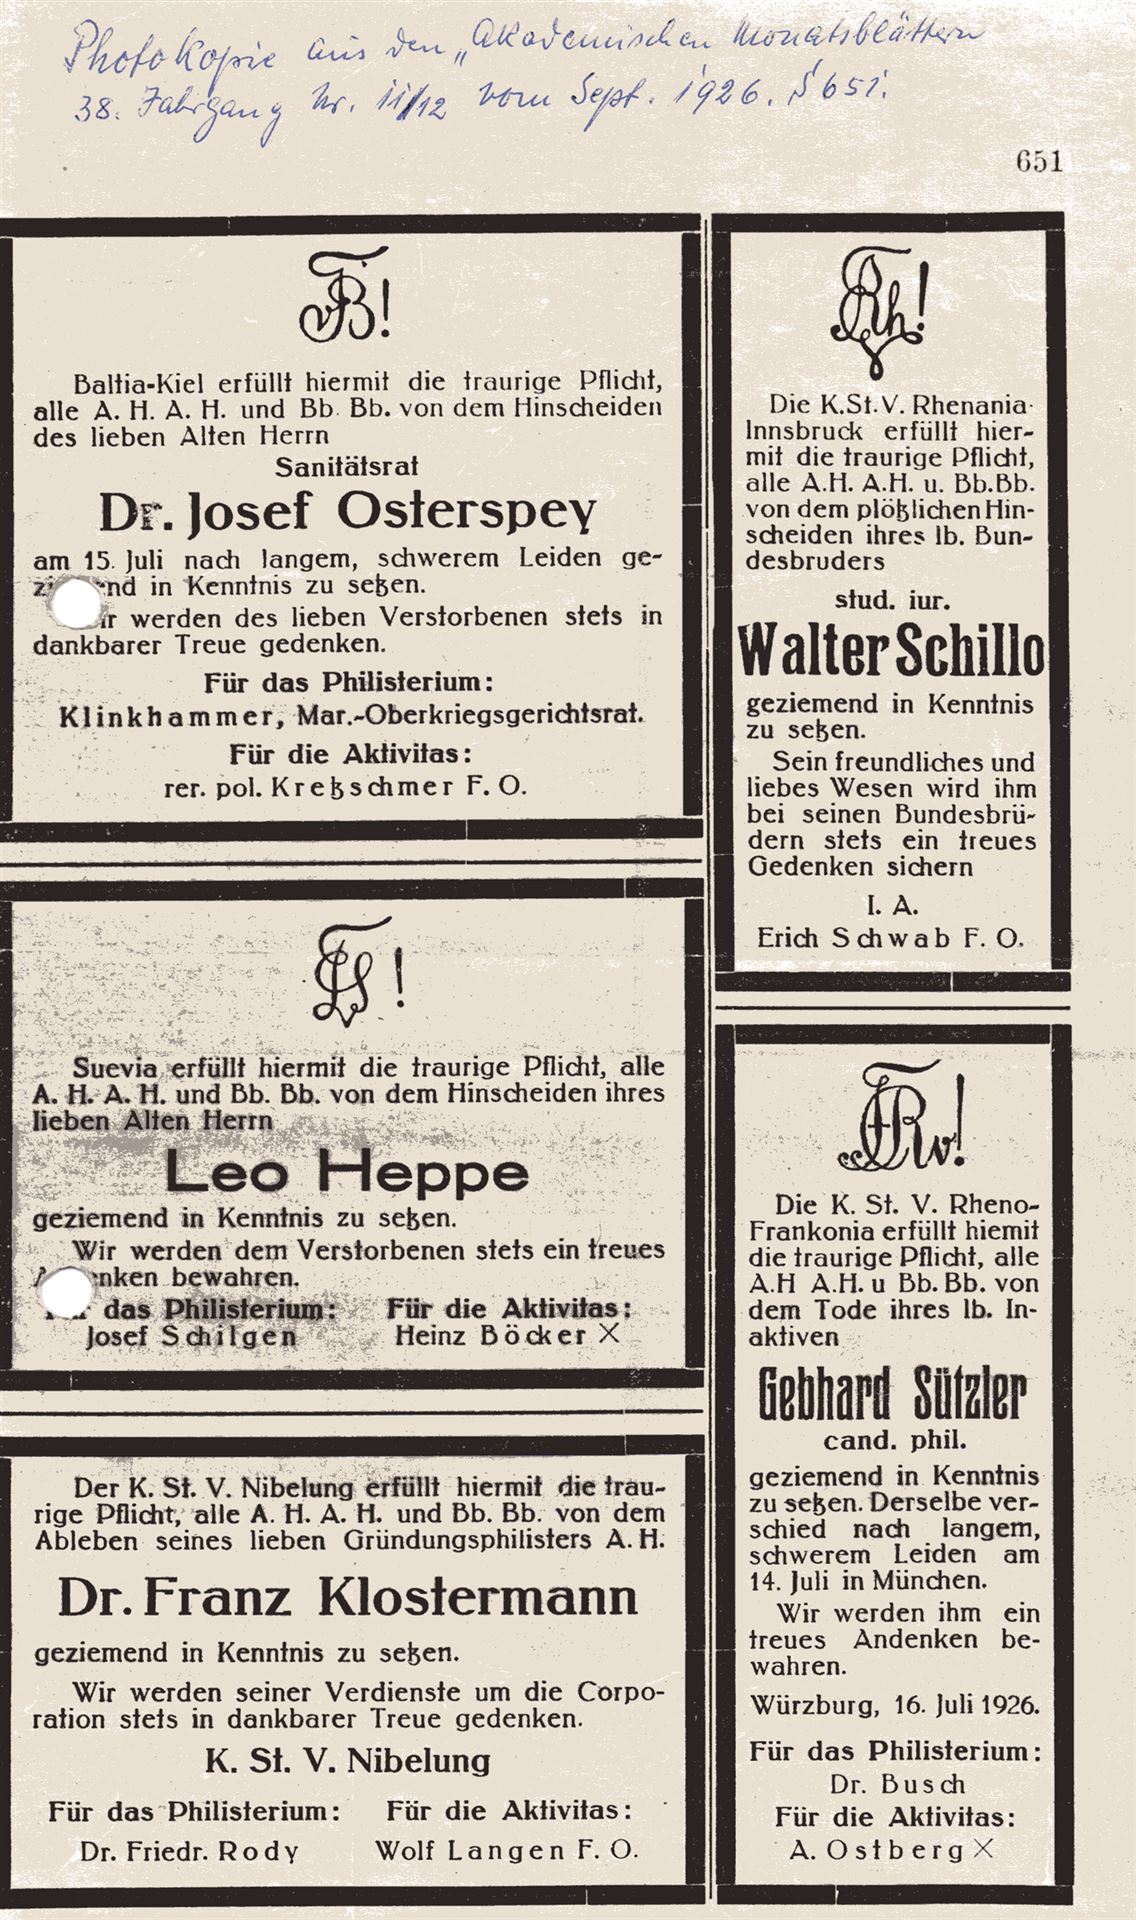 Photokopie aus den „Akademischen Monatsblättern
38. Jahrgang Nr. 11/12 vom Sept. 1926. S 651.
651
Baltia-Kiel erfüllt hiermit die traurige Pflicht,
alle A. H. A. H. und Bb. Bb. von dem Hinscheiden
des lieben Alten Herrn
Sanitätsrat
Dr. Josef Osterspey
am 15. Juli nach langem, schwerem Leiden ge-
nd in Kenntnis zu setzen.
werden des lieben Verstorbenen stets in
dankbarer Treue gedenken.
Für das Philisterium:
Klinkhammer, Mar.-Oberkriegsgerichtsrat.
Für die Aktivitas:
rer. pol. Kretzschmer F. O.
Suevia erfüllt hiermit die traurige Pflicht, alle
A. H. A. H. und Bb. Bb. von dem Hinscheiden ihres
lieben Alten Herrn
Leo Heppe
geziemend in Kenntnis zu setzen.
Wir werden dem Verstorbenen stets ein treues
nken bewahren.
das Philisterium: Für die Aktivitas:
Josef Schilgen Heinz Böcker X
Der K. St. V. Nibelung erfüllt hiermit die trau-
rige Pflicht, alle A. H. A. H. und Bb. Bb. von dem
Ableben seines lieben Gründungsphilisters A. H.
Dr. Franz Klostermann
geziemend in Kenntnis zu setzen.
Wir werden seiner Verdienste um die Corpo-
ration stets in dankbarer Treue gedenken.
K. St. V. Nibelung
Für das Philisterium: Für die Aktivitas:
Dr. Friedr. Rody Wolf Langen F. O.
Die K.St.V. Rhenania-
Innsbruck erfüllt hier-
mit die traurige Pflicht,
alle A.H. A.H. u. Bb.Bb.
von dem plötzlichen Hin-
scheiden ihres lb. Bun-
desbruders
stud. iur.
Walter Schillo
geziemend in Kenntnis
zu setzen.
Sein freundliches und
liebes Wesen wird ihm
bei seinen Bundesbrü-
dern stets ein treues
Gedenken sichern
I. A.
Erich Schwab F. O.
Die K. St. V. Rheno-
Frankonia erfüllt hiemit
die traurige Pflicht, alle
A.H A.H. u Bb. Bb. von
dem Tode ihres lb. In-
aktiven
Gebhard Sützler
cand. phil.
geziemend in Kenntnis
zu setzen. Derselbe ver-
schied nach langem,
schwerem Leiden am
14. Juli in München.
Wir werden ihm ein
treues Andenken be-
wahren.
Würzburg, 16. Juli 1926.
Für das Philisterium:
Dr. Busch
Für die Aktivitas:
A. Ostberg X